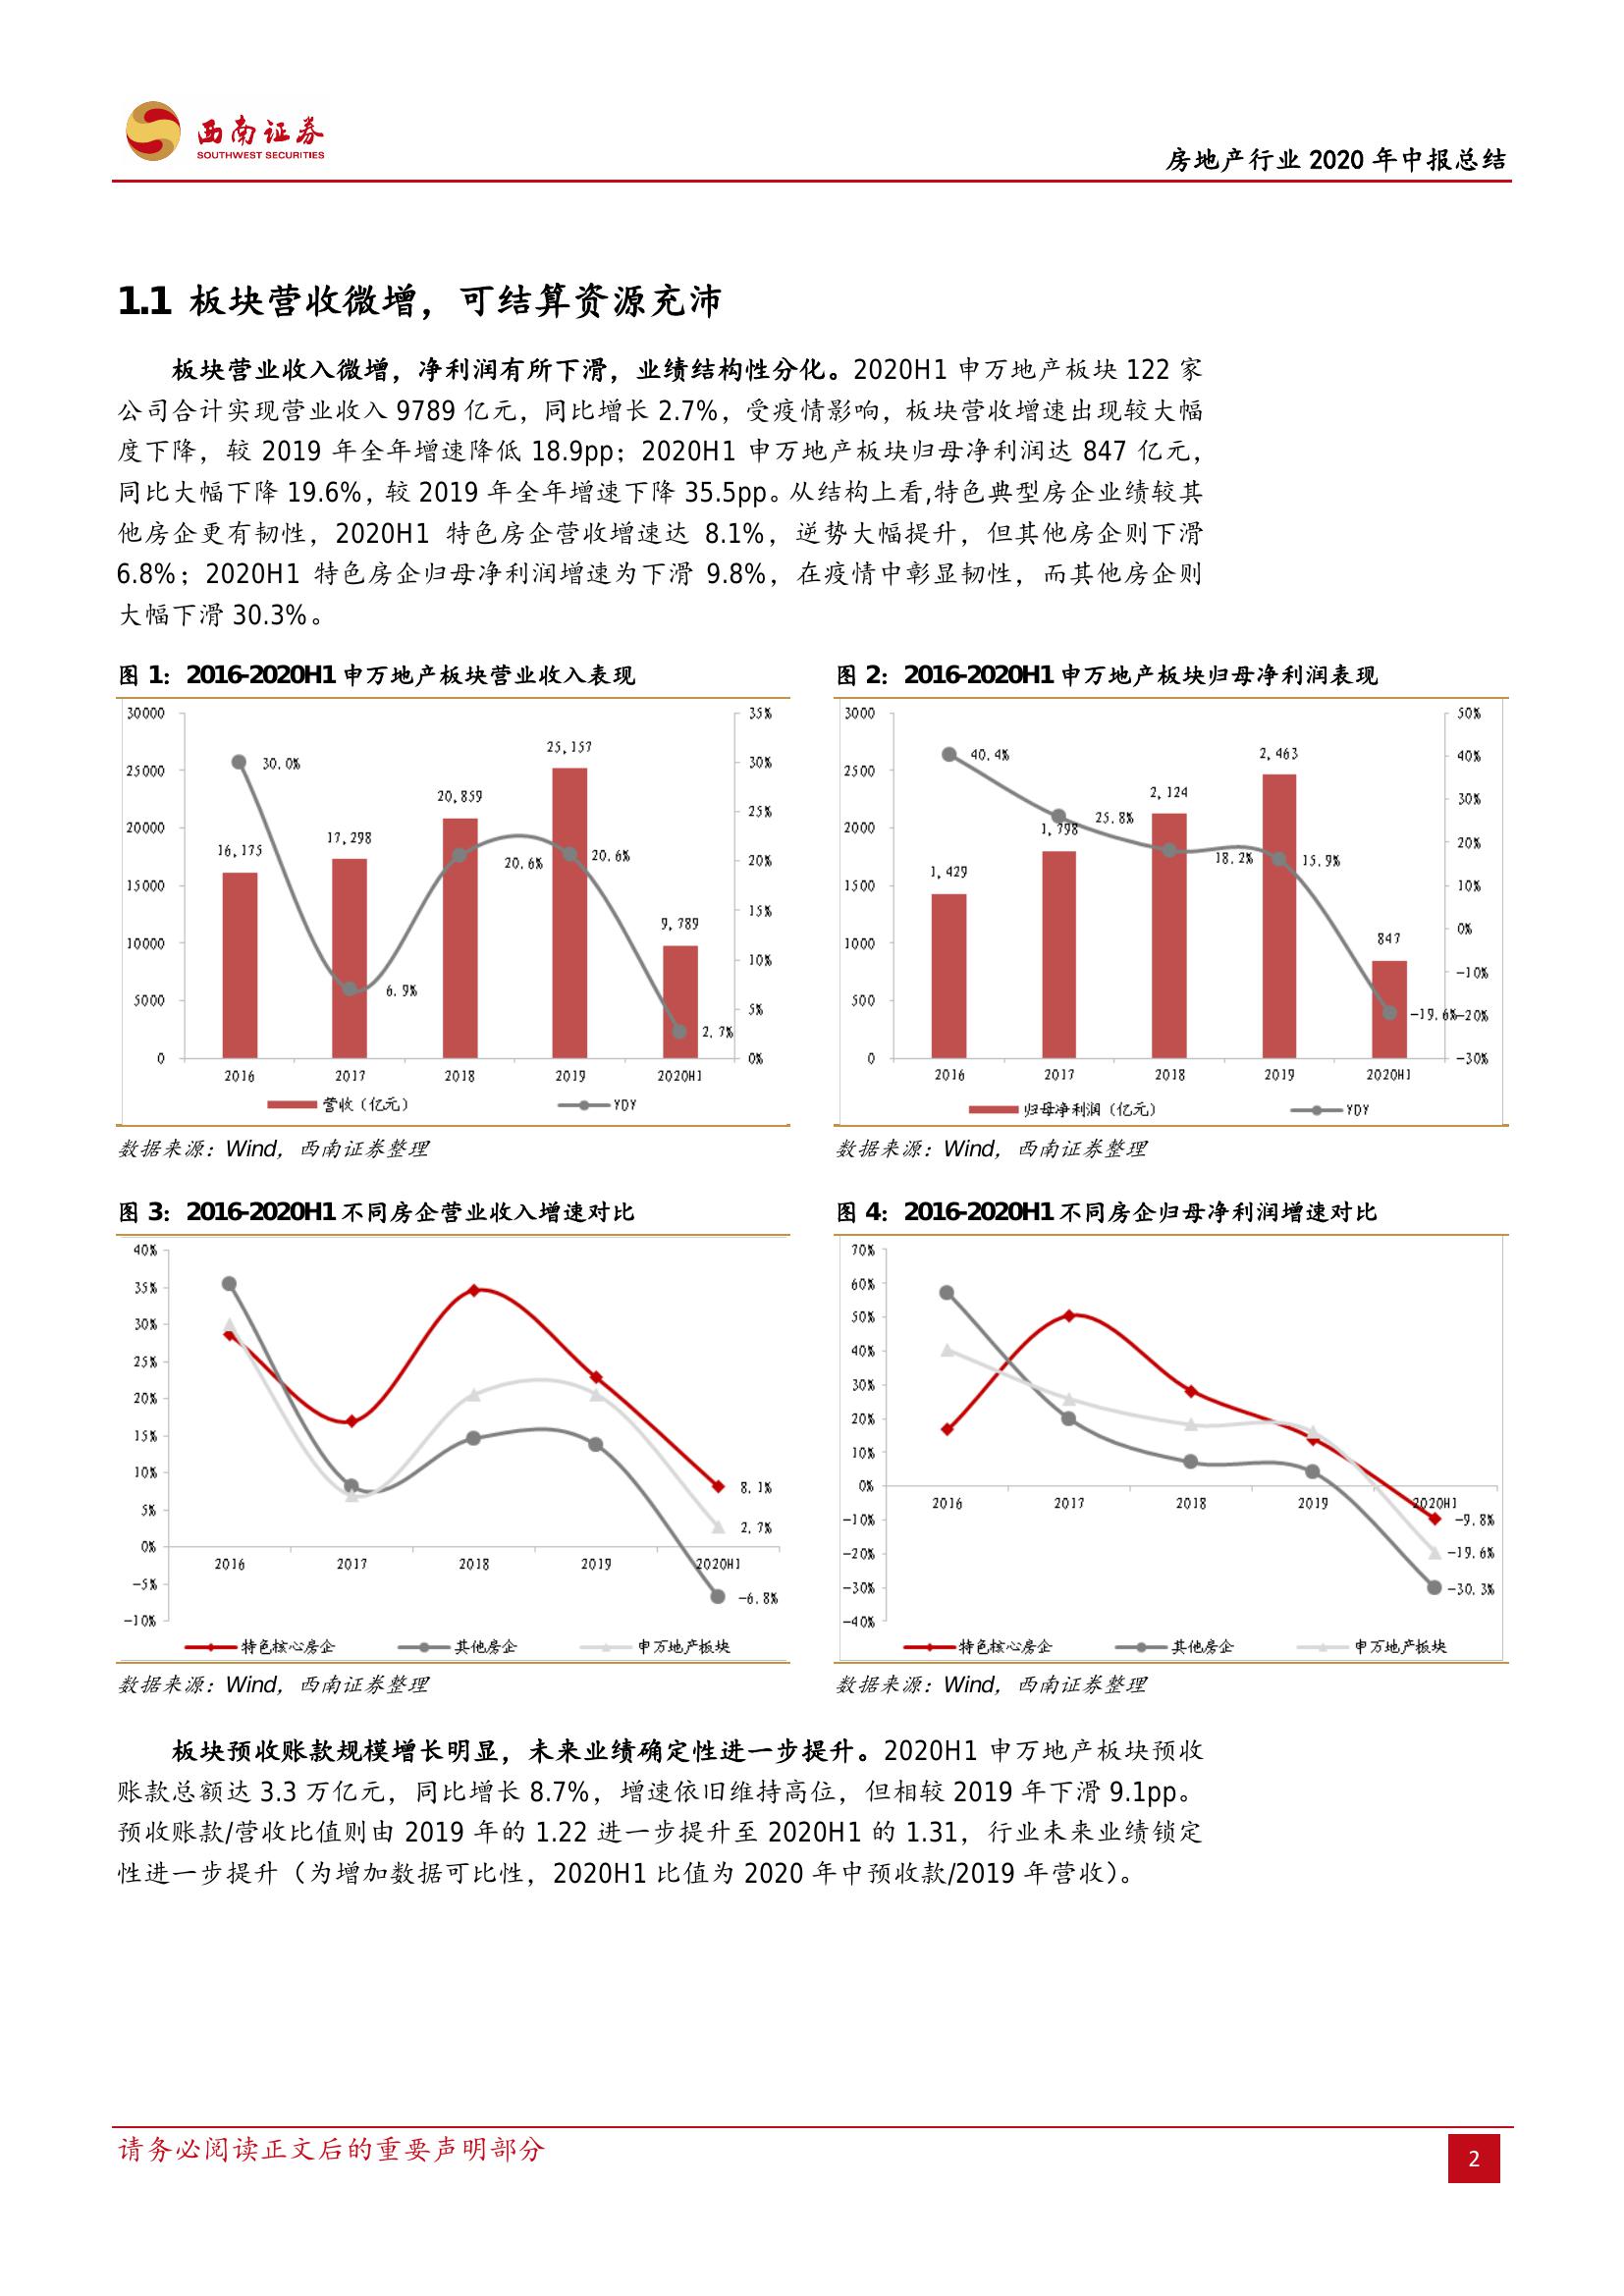 西南证券
SOUTHWEST SECURITIES
房地产行业 2020 年中报总结
1.1 板块营收微增，可结算资源充沛
板块营业收入微增，净利润有所下滑，业绩结构性分化。2020H1 申万地产板块 122 家
公司合计实现营业收入 9789 亿元，同比增长 2.7%，受疫情影响，板块营收增速出现较大幅
度下降，较 2019 年全年增速降低 18.9pp；2020H1 申万地产板块归母净利润达 847 亿元，
同比大幅下降 19.6%，较 2019 年全年增速下降 35.5pp。从结构上看,特色典型房企业绩较其
他房企更有韧性，2020H1 特色房企营收增速达 8.1%，逆势大幅提升，但其他房企则下滑
6.8%；2020H1 特色房企归母净利润增速为下滑 9.8%，在疫情中彰显韧性，而其他房企则
大幅下滑 30.3%。
图 1：2016-2020H1 申万地产板块营业收入表现
30000
25000
20000
15000
10000
5000
0
35%
30%
25%
20%
15%
10%
5%
0%
16,175
17,298
20,859
25,157
9,789
30.0%
6.9%
20.6%
20.6%
2.7%
2016 2017 2018 2019 2020H1
营收（亿元） YOY
数据来源：Wind，西南证券整理
图 2：2016-2020H1 申万地产板块归母净利润表现
3000
2500
2000
1500
1000
500
0
50%
40%
30%
20%
10%
0%
-10%
-20%
-30%
1,429
1,798
2,124
2,463
847
40.4%
25.8%
18.2%
15.9%
-19.6%
2016 2017 2018 2019 2020H1
归母净利润（亿元） YOY
数据来源：Wind，西南证券整理
图 3：2016-2020H1 不同房企营业收入增速对比
40%
35%
30%
25%
20%
15%
10%
5%
0%
-5%
-10%
2016 2017 2018 2019 2020H1
8.1%
2.7%
-6.8%
特色核心房企 其他房企 申万地产板块
数据来源：Wind，西南证券整理
图 4：2016-2020H1 不同房企归母净利润增速对比
70%
60%
50%
40%
30%
20%
10%
0%
-10%
-20%
-30%
-40%
2016 2017 2018 2019 2020H1
-9.8%
-19.6%
-30.3%
特色核心房企 其他房企 申万地产板块
数据来源：Wind，西南证券整理
板块预收账款规模增长明显，未来业绩确定性进一步提升。2020H1 申万地产板块预收
账款总额达 3.3 万亿元，同比增长 8.7%，增速依旧维持高位，但相较 2019 年下滑 9.1pp。
预收账款/营收比值则由 2019 年的 1.22 进一步提升至 2020H1 的 1.31，行业未来业绩锁定
性进一步提升（为增加数据可比性，2020H1 比值为 2020 年中预收款/2019 年营收）。
请务必阅读正文后的重要声明部分
2